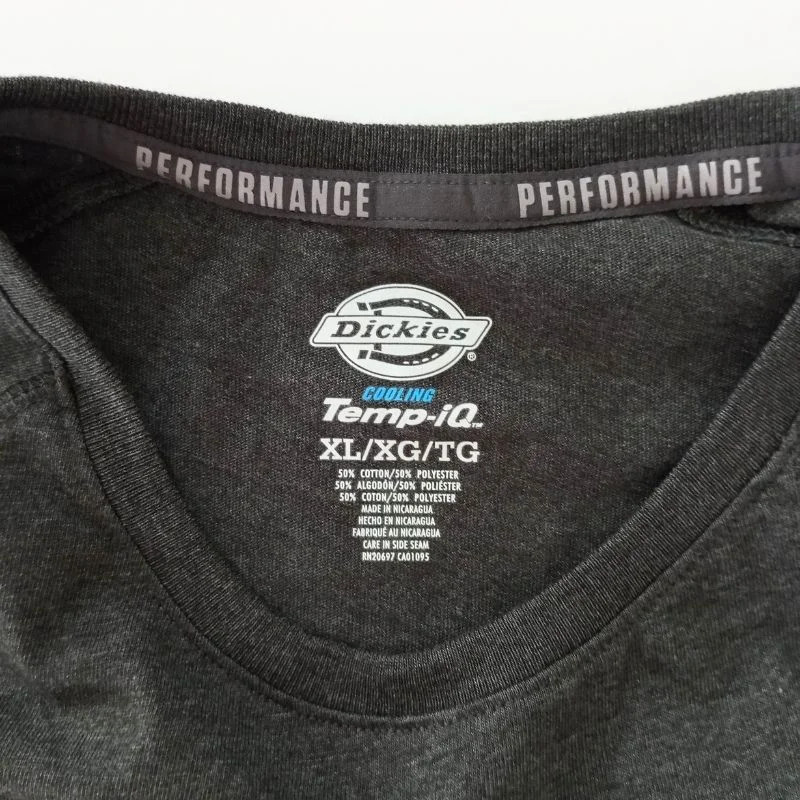 PERFORMANCE PERFORMANCE
Dickies®
COOLING
Temp-iQ™
XL/XG/TG
50% COTTON/50% POLYESTER
50% ALGODÓN/50% POLIÉSTER
50% COTON/50% POLYESTER
MADE IN NICARAGUA
HECHO EN NICARAGUA
FABRIQUÉ AU NICARAGUA
CARE IN SIDE SEAM
RN20697 CA01095